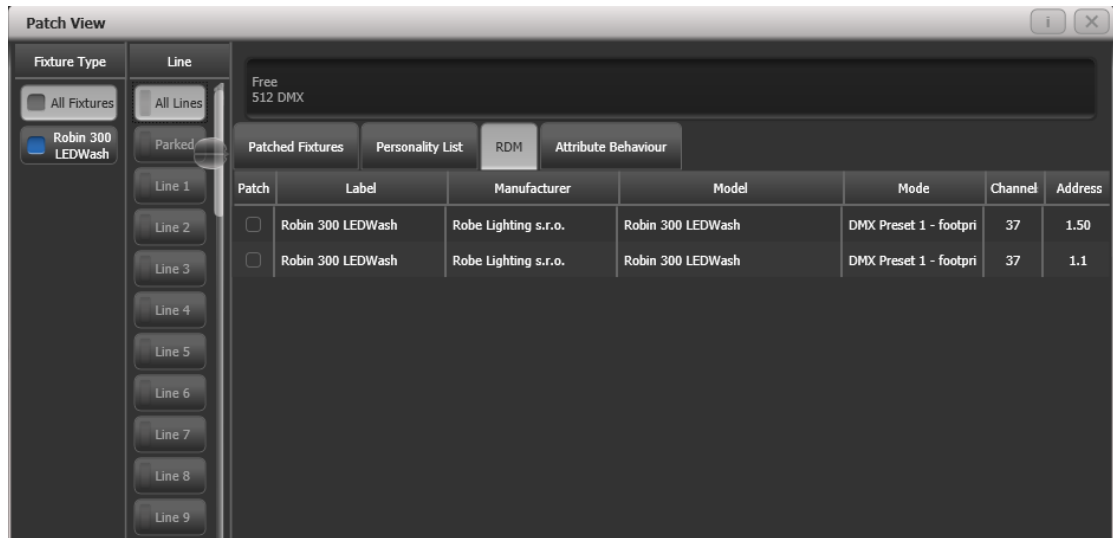 Patch View
i
Fixture Type
Line
All Fixtures
Robin 300
LEDWash
All Lines
Parked
Line 1
Line 2
Line 3
Line 4
Line 5
Line 6
Line 7
Line 8
Line 9
Free
512 DMX
Patched Fixtures Personality List RDM Attribute Behaviour
Patch Label Manufacturer Model Mode Channel Address
Robin 300 LEDWash Robe Lighting s.r.o. Robin 300 LEDWash DMX Preset 1 - footpri 37 1.50
Robin 300 LEDWash Robe Lighting s.r.o. Robin 300 LEDWash DMX Preset 1 - footpri 37 1.1